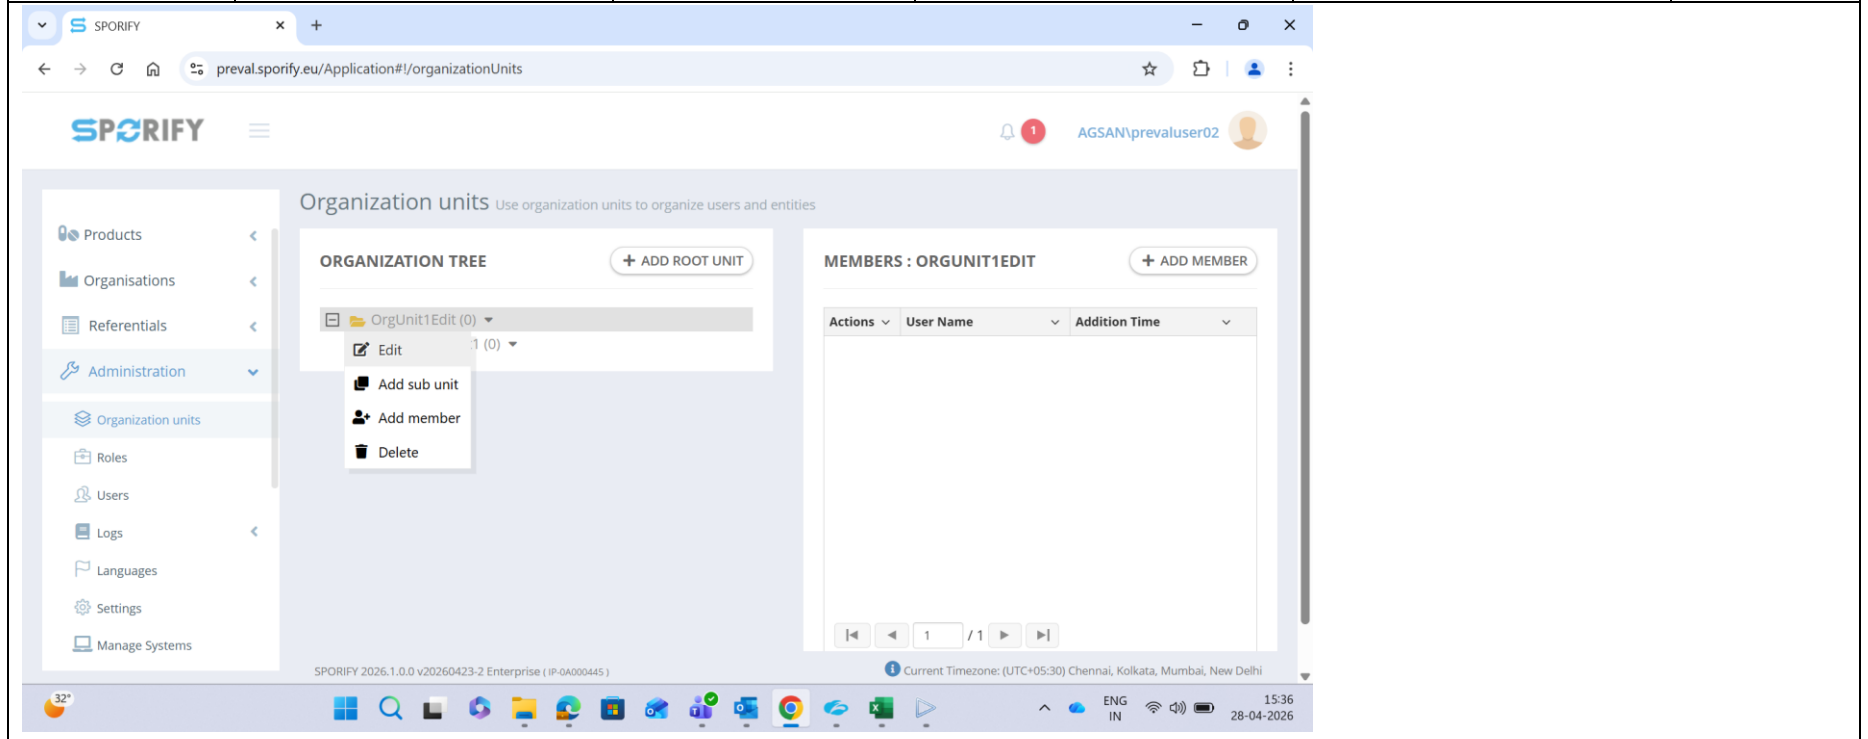 SPORIFY
preval.sporify.eu/Application#!/organizationUnits
SPORIFY
1
AGSAN\prevaluser02
Organization units Use organization units to organize users and entities
Products
Organisations
Referentials
Administration
Organization units
Roles
Users
Logs
Languages
Settings
Manage Systems
ORGANIZATION TREE
+ ADD ROOT UNIT
OrgUnit1Edit (0)
1 (0)
Edit
Add sub unit
Add member
Delete
MEMBERS : ORGUNIT1EDIT
+ ADD MEMBER
Actions User Name Addition Time
1 / 1
SPORIFY 2026.1.0.0 v20260423-2 Enterprise ( IP-0A000445 )
Current Timezone: (UTC+05:30) Chennai, Kolkata, Mumbai, New Delhi
32°
ENG
IN
15:36
28-04-2026